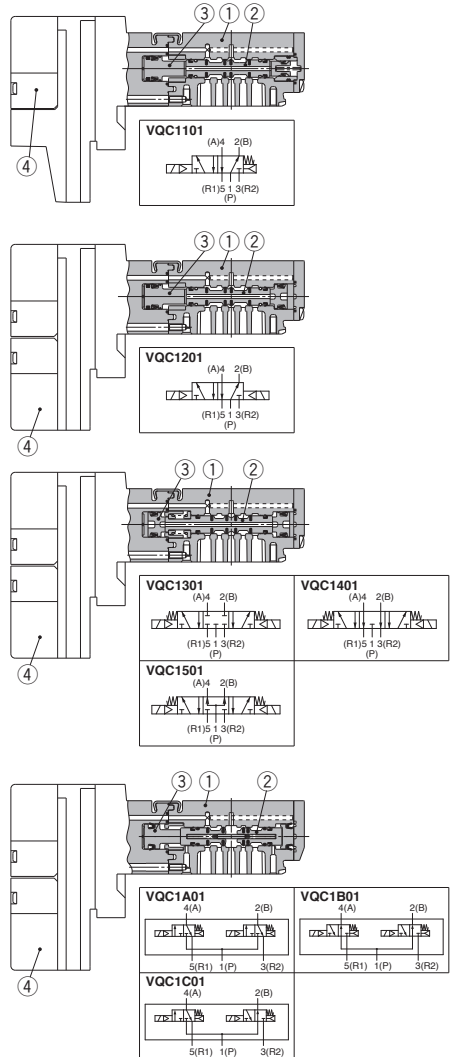 ③ ① ②
④
VQC1101
(A)4 2(B)
(R1)5 1 3(R2)
(P)
③ ① ②
④
VQC1201
(A)4 2(B)
(R1)5 1 3(R2)
(P)
③ ① ②
④
VQC1301
(A)4 2(B)
(R1)5 1 3(R2)
(P)
VQC1401
(A)4 2(B)
(R1)5 1 3(R2)
(P)
VQC1501
(A)4 2(B)
(R1)5 1 3(R2)
(P)
③ ① ②
④
VQC1A01
4(A) 2(B)
5(R1) 1(P) 3(R2)
VQC1B01
4(A) 2(B)
5(R1) 1(P) 3(R2)
VQC1C01
4(A) 2(B)
5(R1) 1(P) 3(R2)